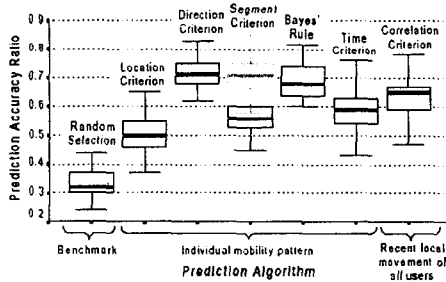 Prediction Accuracy Ratio
0.9
0.8
0.7
0.6
0.5
0.4
0.3
0.2
Random
Selection
Location
Criterion
Direction
Criterion
Segment
Criterion
Bayes'
Rule
Time
Criterion
Correlation
Criterion
Benchmark
Individual mobility pattern
Recent local
movement of
all users
Prediction Algorithm